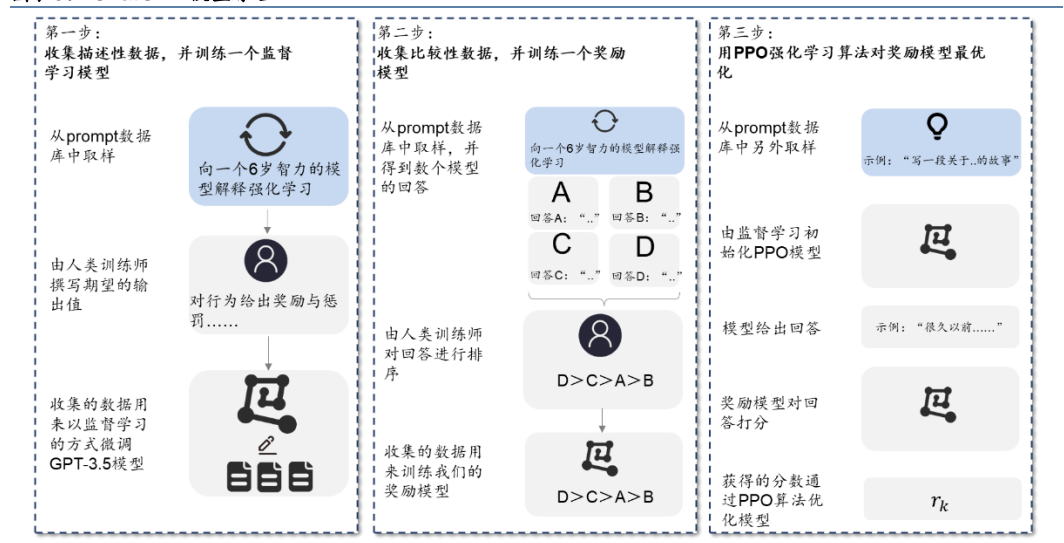 第一步：
收集描述性数据，并训练一个监督
学习模型
从prompt数据
库中取样
向一个6岁智力的模
型解释强化学习
由人类训练师
撰写期望的输
出值
对行为给出奖励与惩
罚……
收集的数据用
来以监督学习
的方式微调
GPT-3.5模型
第二步：
收集比较性数据，并训练一个奖励
模型
从prompt数据
库中取样，并
得到数个模型
的回答
向一个6岁智力的模型解释强
化学习
A
回答A： “..”
B
回答B： “..”
C
回答C： “..”
D
回答D： “..”
由人类训练师
对回答进行排
序
D>C>A>B
收集的数据用
来训练我们的
奖励模型
D>C>A>B
第三步：
用PPO强化学习算法对奖励模型最优
化
从prompt数据
库中另外取样
示例：“写一段关于..的故事”
由监督学习初
始化PPO模型
模型给出回答
示例：“很久以前......”
奖励模型对回
答打分
获得的分数通
过PPO算法优
化模型
rₖ